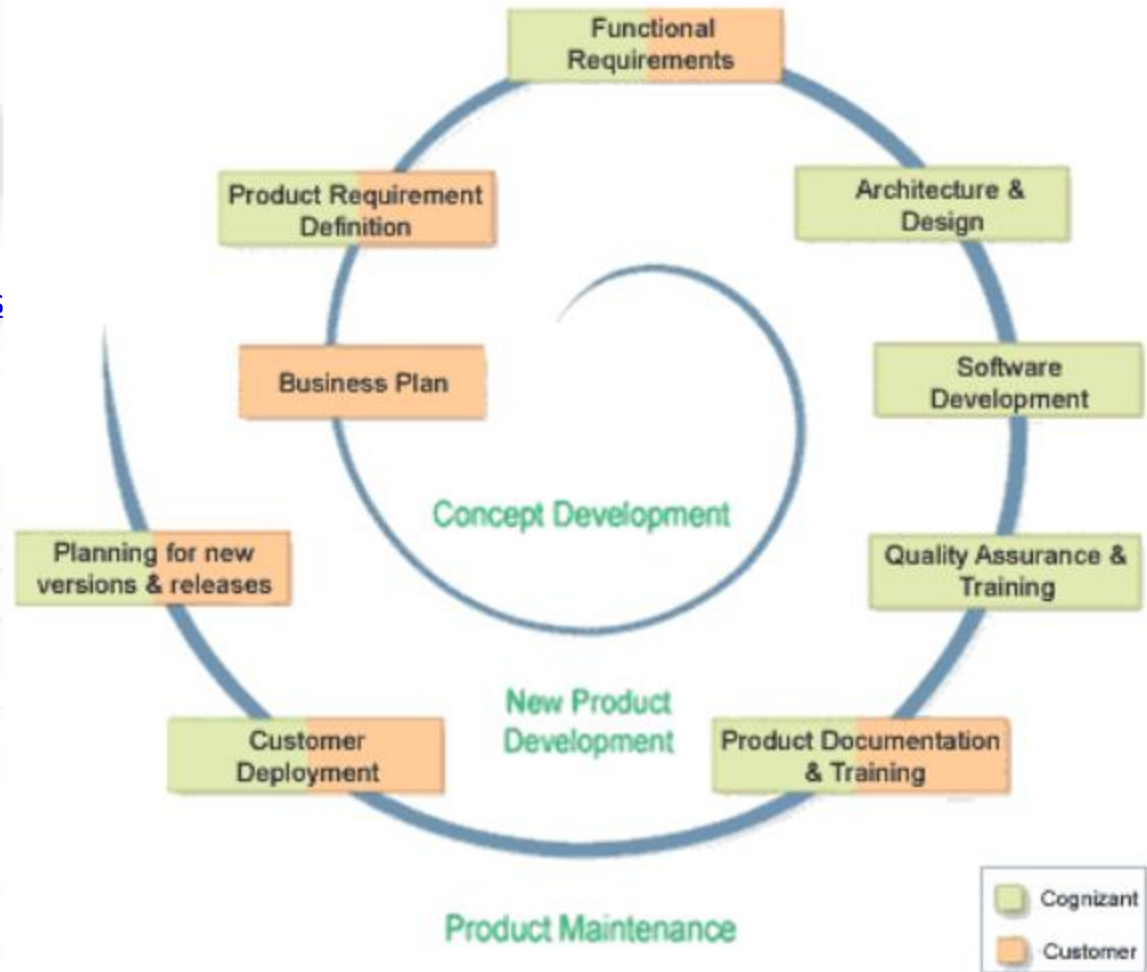 Functional
Requirements
Product Requirement
Definition
Architecture &
Design
Business Plan
Software
Development
Concept Development
Planning for new
versions & releases
Quality Assurance &
Training
New Product
Development
Customer
Deployment
Product Documentation
& Training
Product Maintenance
Cognizant
Customer